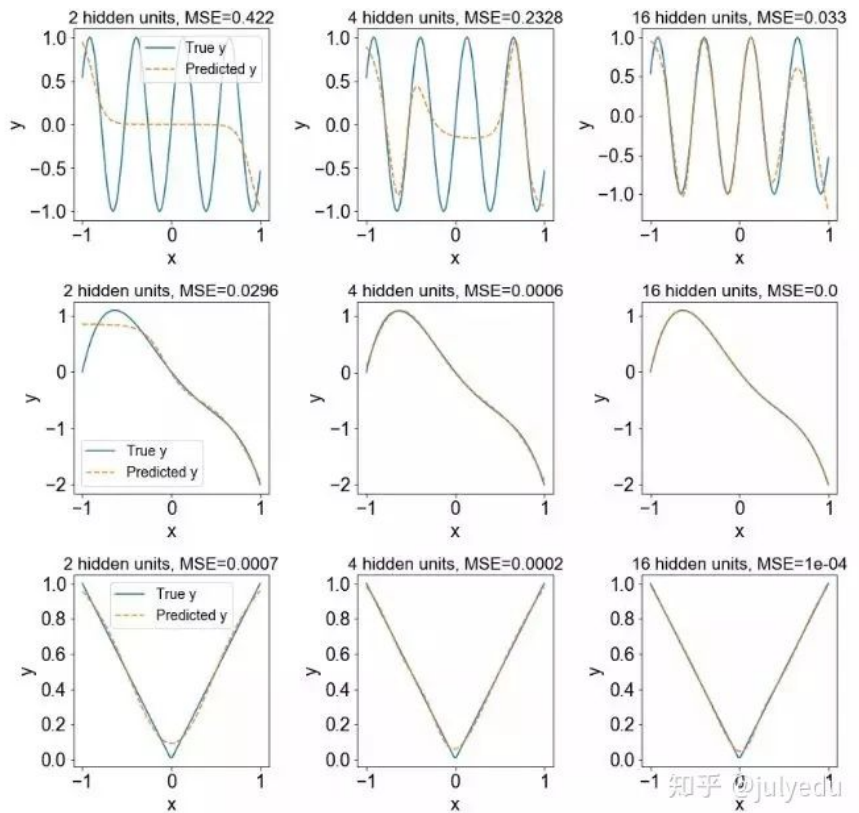 2 hidden units, MSE=0.422
4 hidden units, MSE=0.2328
16 hidden units, MSE=0.033
1.0
0.5
0.0
−0.5
−1.0
y
True y
Predicted y
−1
0
1
x
1.0
0.5
0.0
−0.5
−1.0
y
−1
0
1
x
1.0
0.5
0.0
−0.5
−1.0
y
−1
0
1
x
2 hidden units, MSE=0.0296
4 hidden units, MSE=0.0006
16 hidden units, MSE=0.0
1
0
−1
−2
y
True y
Predicted y
−1
0
1
x
1
0
−1
−2
y
−1
0
1
x
1
0
−1
−2
y
−1
0
1
x
2 hidden units, MSE=0.0007
4 hidden units, MSE=0.0002
16 hidden units, MSE=1e-04
1.0
0.8
0.6
0.4
0.2
0.0
y
True y
Predicted y
−1
0
1
x
1.0
0.8
0.6
0.4
0.2
0.0
y
−1
0
1
x
1.0
0.8
0.6
0.4
0.2
0.0
y
−1
0
1
x
知乎 @julyedu